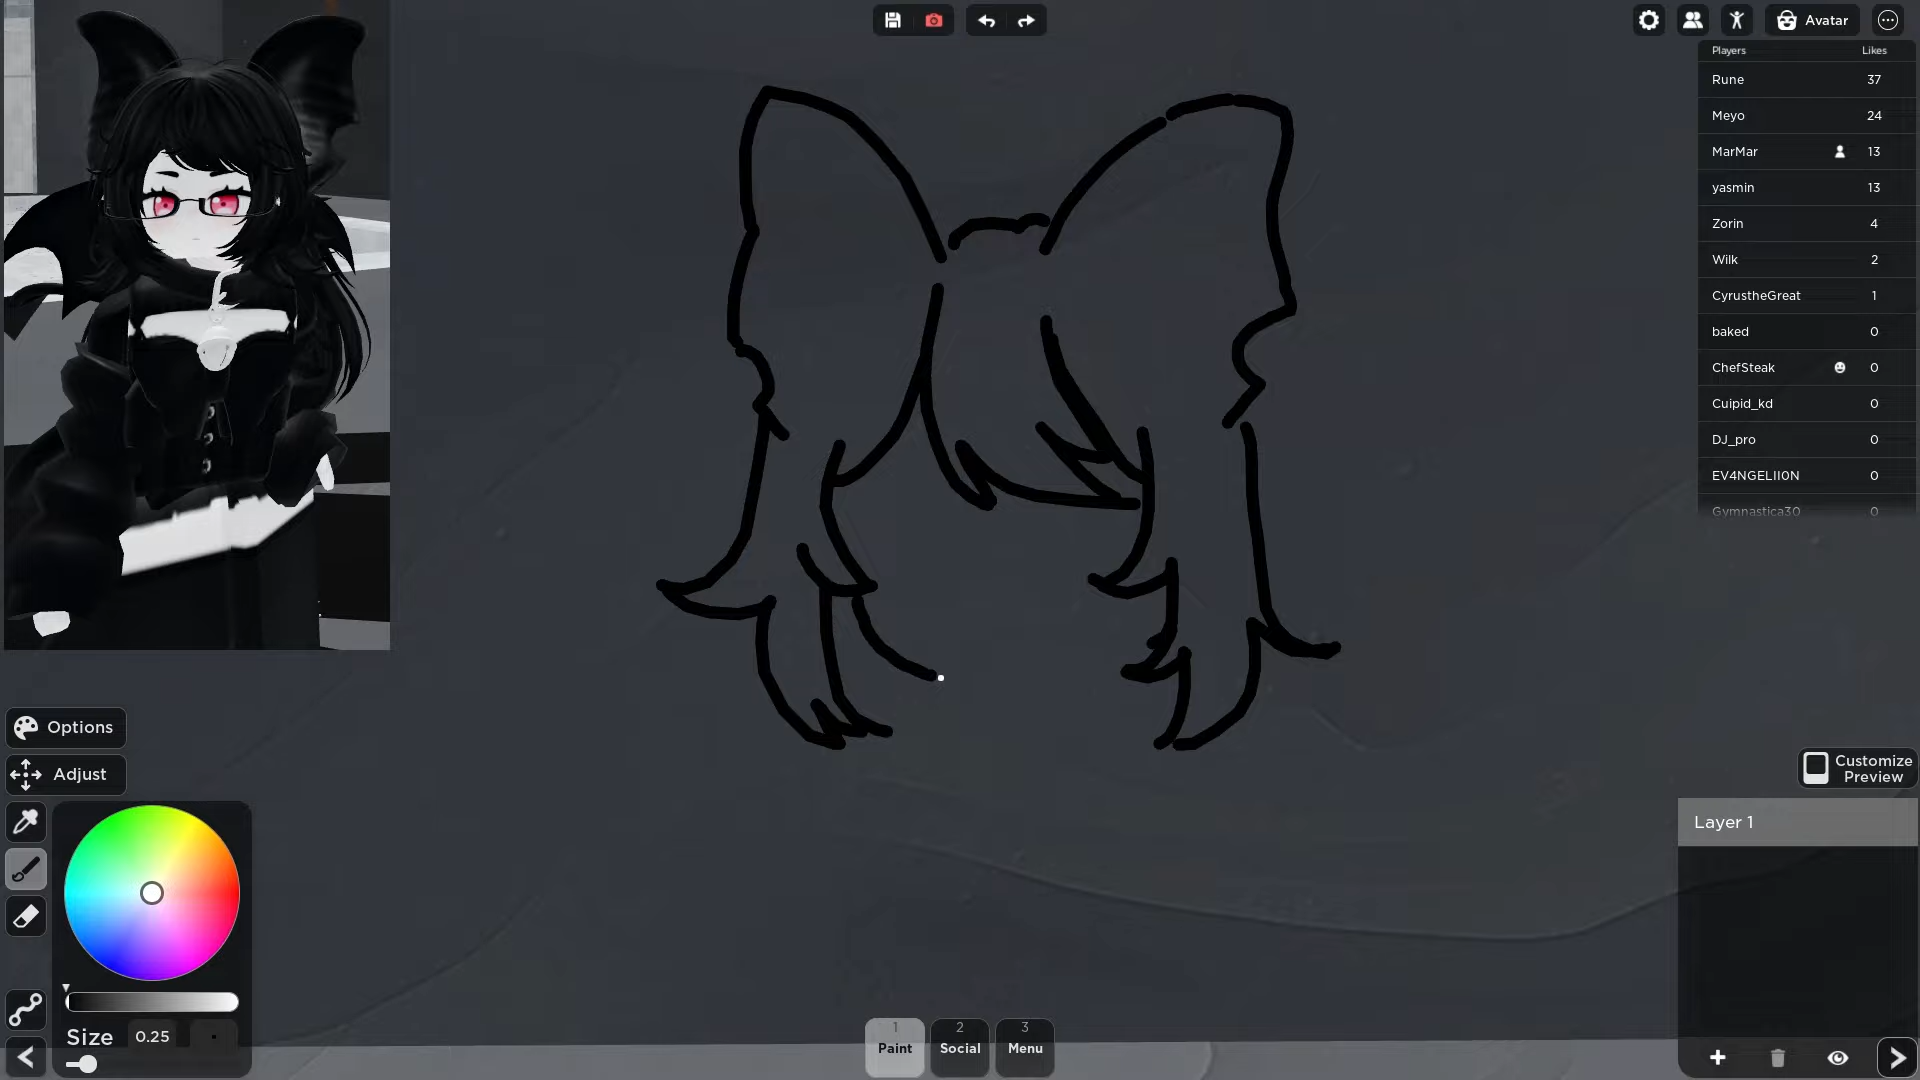 Avatar
Players Likes
Rune 37
Meyo 24
MarMar 13
yasmin 13
Zorin 4
Wilk 2
CyrustheGreat 1
baked 0
ChefSteak 0
Cuipid_kd 0
DJ_pro 0
EV4NGELII0N 0
Gymnastica30 0
Options
Adjust
Customize
Preview
Layer 1
Size 0.25
1
Paint
2
Social
3
Menu